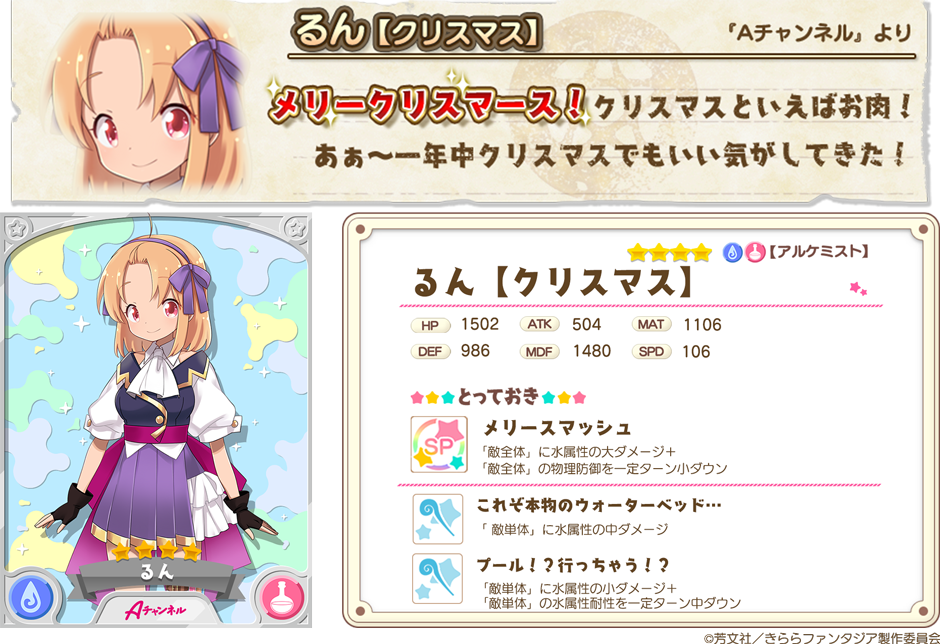 るん【クリスマス】
『Aチャンネル』より
メリークリスマース！クリスマスといえばお肉！
あぁ～一年中クリスマスでもいい気がしてきた！
【アルケミスト】
るん【クリスマス】
HP 1502 ATK 504 MAT 1106
DEF 986 MDF 1480 SPD 106
とっておき
SP
メリースマッシュ
「敵全体」に水属性の大ダメージ＋
「敵全体」の物理防御を一定ターン小ダウン
これぞ本物のウォーターベッド…
「 敵単体」に水属性の中ダメージ
プール！？行っちゃう！？
「敵単体」に水属性の小ダメージ＋
「敵単体」の水属性耐性を一定ターン中ダウン
るん
Aチャンネル
©芳文社／きららファンタジア製作委員会